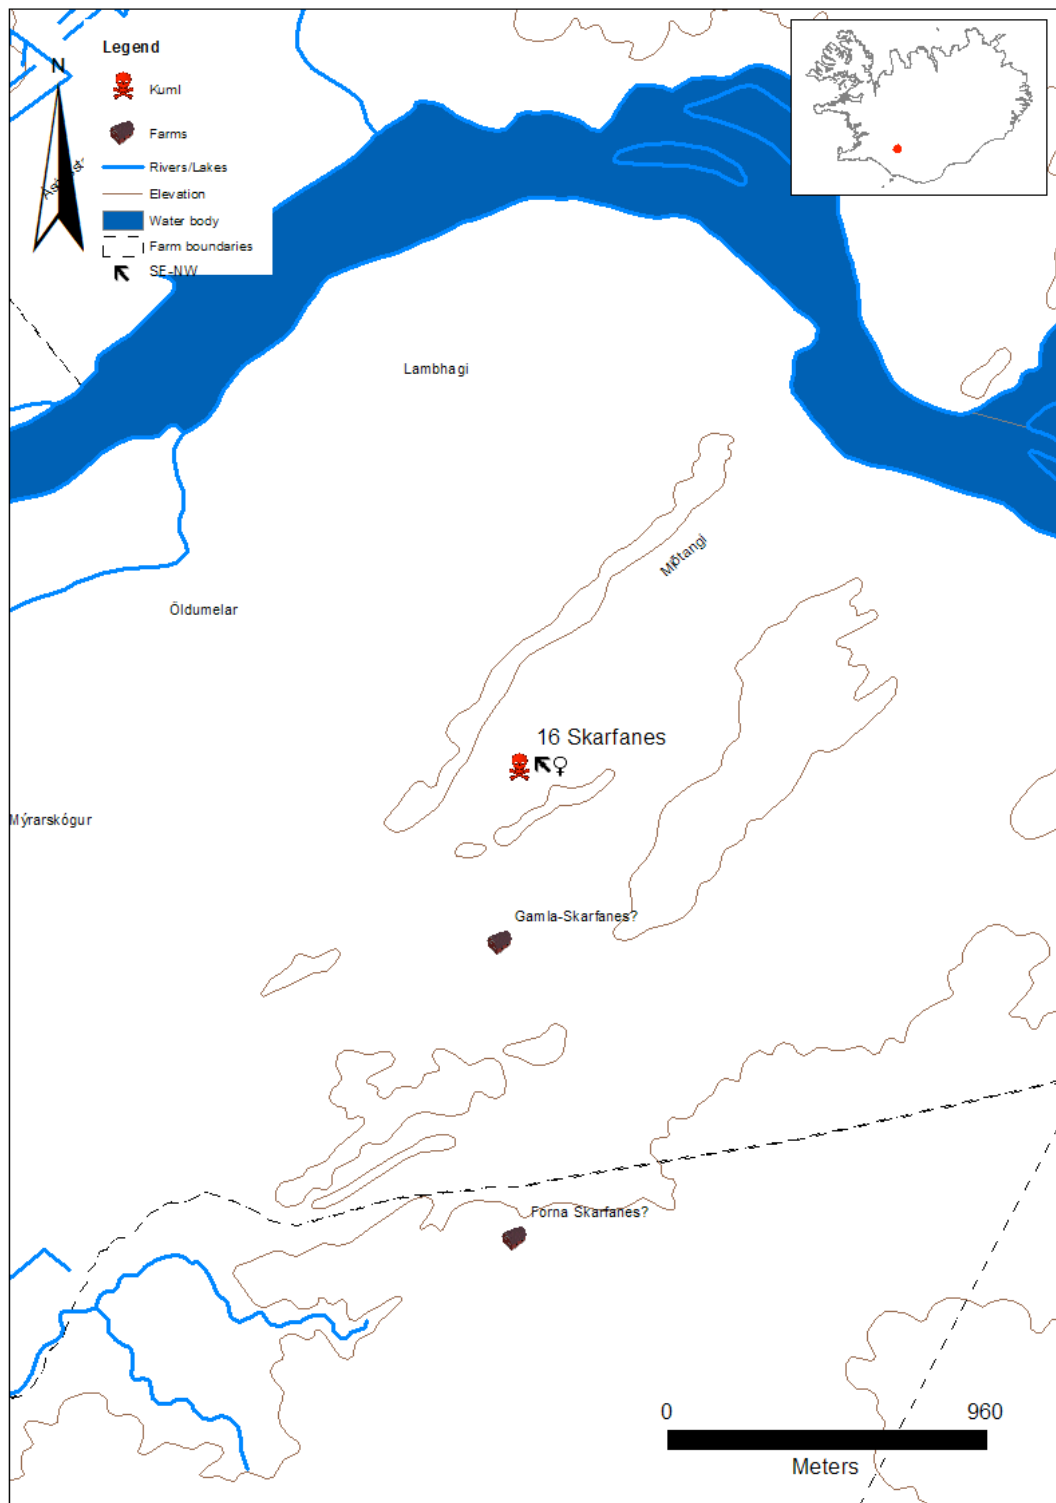 Legend
N
Kuml
Farms
Rivers/Lakes
Elevation
Water body
Farm boundaries
SE-NW
Lambhagi
Miðtangi
Öldumelar
16 Skarfanes
Mýrarskógur
Gamla-Skarfanes?
Forna Skarfanes?
0 960
Meters